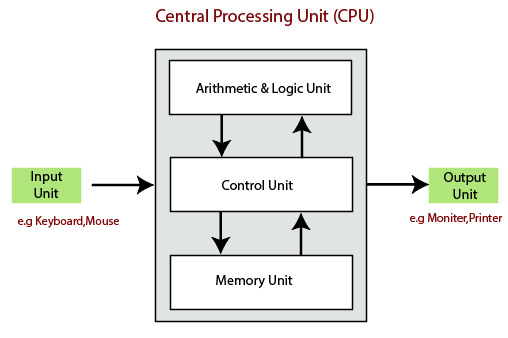 Central Processing Unit (CPU)
Arithmetic & Logic Unit
Input
Unit
e.g Keyboard,Mouse
Control Unit
Output
Unit
e.g Moniter,Printer
Memory Unit